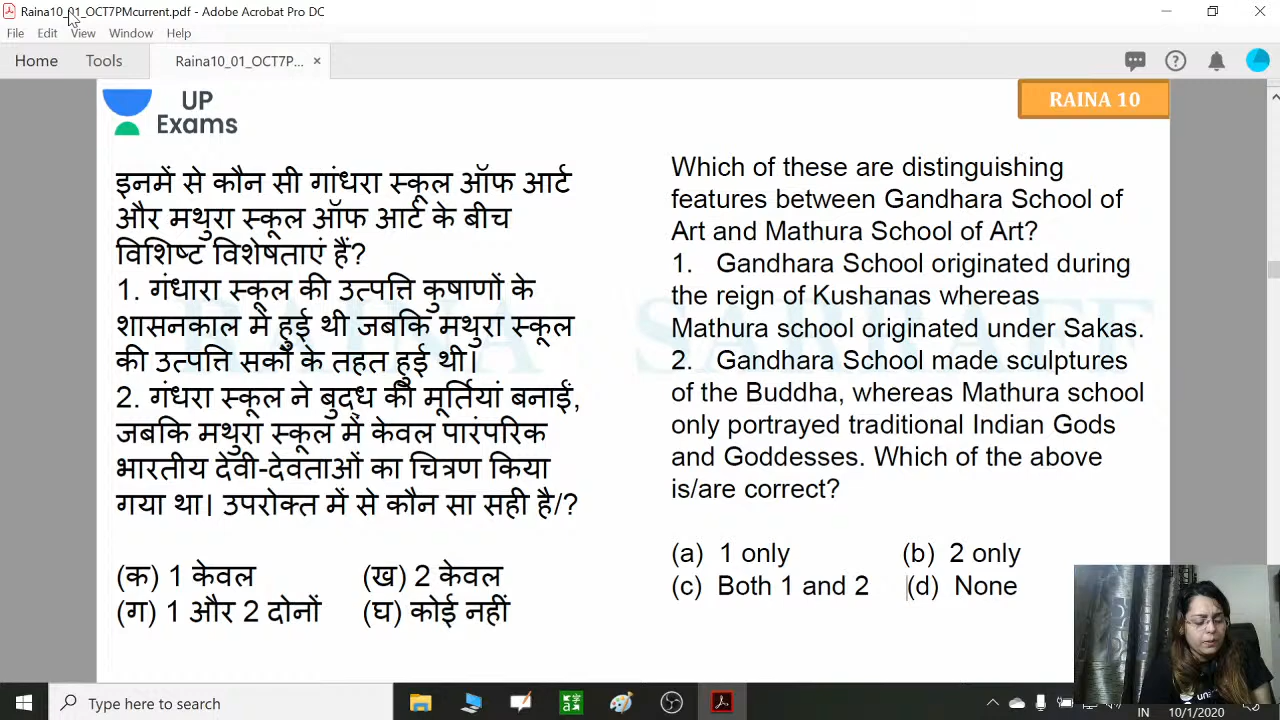 Raina10_01_OCT7PMcurrent.pdf - Adobe Acrobat Pro DC
File Edit View Window Help
Home Tools Raina10_01_OCT7P... ×
UP
Exams
RAINA 10
इनमें से कौन सी गांधरा स्कूल ऑफ आर्ट
और मथुरा स्कूल ऑफ आर्ट के बीच
विशिष्ट विशेषताएं हैं?
1. गंधारा स्कूल की उत्पत्ति कुषाणों के
शासनकाल में हुई थी जबकि मथुरा स्कूल
की उत्पत्ति सकों के तहत हुई थी।
2. गंधरा स्कूल ने बुद्ध की मूर्तियां बनाईं,
जबकि मथुरा स्कूल में केवल पारंपरिक
भारतीय देवी-देवताओं का चित्रण किया
गया था। उपरोक्त में से कौन सा सही है/?
(क) 1 केवल (ख) 2 केवल
(ग) 1 और 2 दोनों (घ) कोई नहीं
Which of these are distinguishing
features between Gandhara School of
Art and Mathura School of Art?
1. Gandhara School originated during
the reign of Kushanas whereas
Mathura school originated under Sakas.
2. Gandhara School made sculptures
of the Buddha, whereas Mathura school
only portrayed traditional Indian Gods
and Goddesses. Which of the above
is/are correct?
(a) 1 only (b) 2 only
(c) Both 1 and 2 (d) None
RAINA SARRAFF
Type here to search
IN 10/1/2020